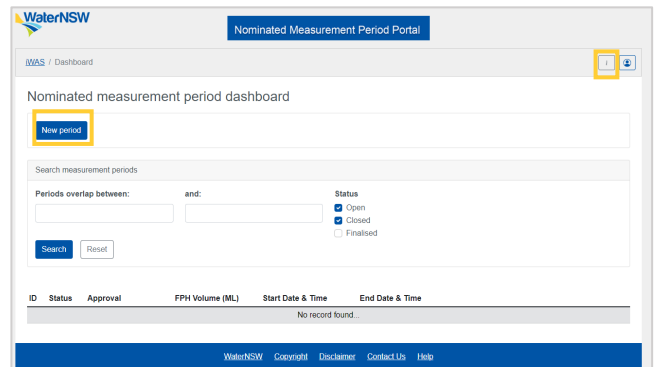 WaterNSW
Nominated Measurement Period Portal
iWAS / Dashboard
i
Nominated measurement period dashboard
New period
Search measurement periods
Periods overlap between: and: Status
Open
Closed
Finalised
Search Reset
ID Status Approval FPH Volume (ML) Start Date & Time End Date & Time
No record found...
WaterNSW Copyright Disclaimer Contact Us Help